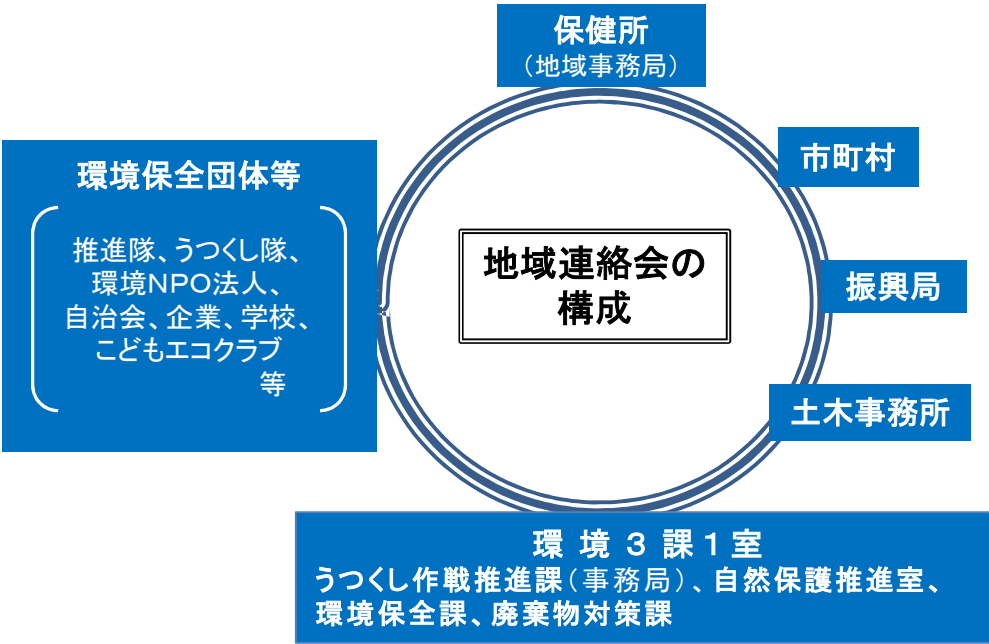 保健所
（地域事務局）
市町村
環境保全団体等
推進隊、うつくし隊、
環境NPO法人、
自治会、企業、学校、
こどもエコクラブ
等
地域連絡会の
構成
振興局
土木事務所
環 境 ３ 課 １ 室
うつくし作戦推進課（事務局）、自然保護推進室、
環境保全課、廃棄物対策課